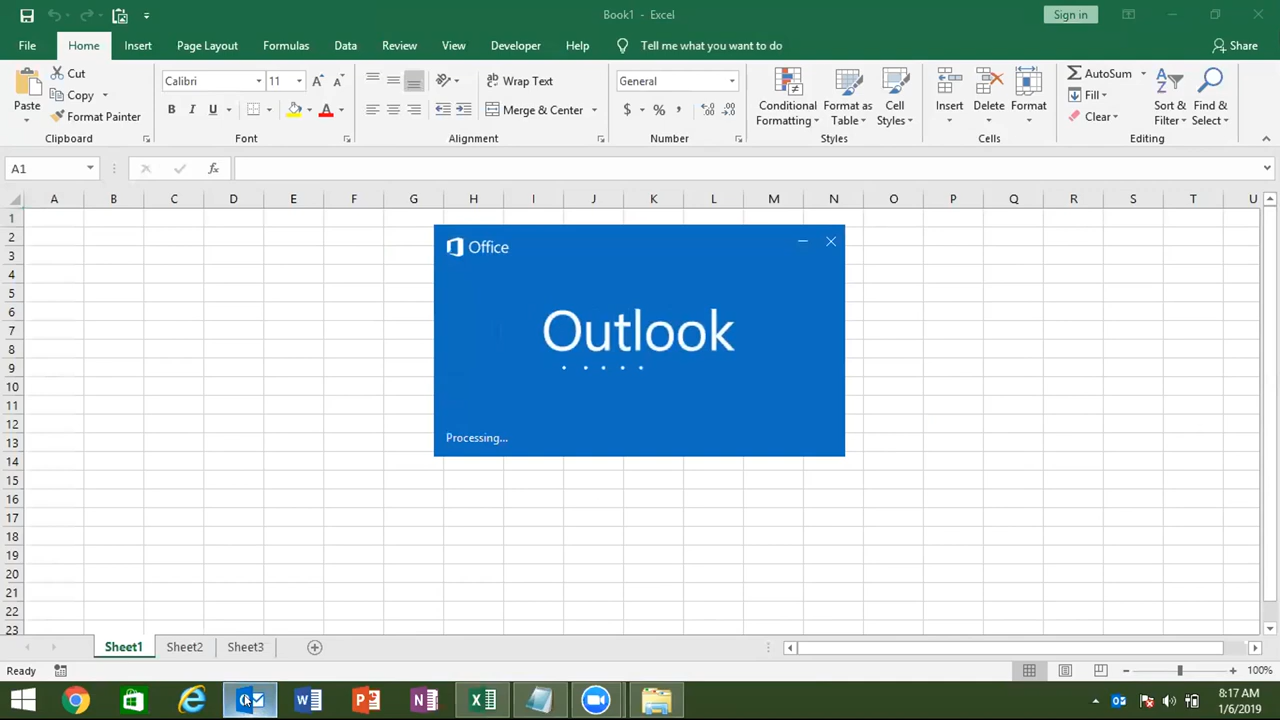 Book1 - Excel
Sign in
File Home Insert Page Layout Formulas Data Review View Developer Help Tell me what you want to do Share
Paste
Cut
Copy
Format Painter
Clipboard
Calibri 11
B I U
Font
Wrap Text
Merge & Center
Alignment
General
$ % ,
Number
Conditional Formatting
Format as Table
Cell Styles
Styles
Insert Delete Format
Cells
AutoSum
Fill
Clear
Sort & Filter
Find & Select
Editing
A1
fx
A B C D E F G H I J K L M N O P Q R S T U
1
2
3
4
5
6
7
8
9
10
11
12
13
14
15
16
17
18
19
20
21
22
23
Office
Outlook
Processing...
Sheet1 Sheet2 Sheet3
Ready
100%
8:17 AM
1/6/2019